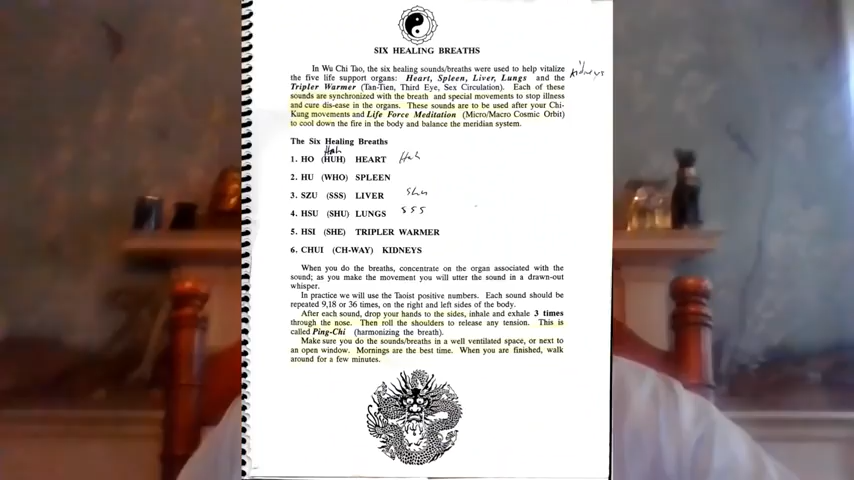 SIX HEALING BREATHS
In Wu Chi Tao, the six healing sounds/breaths were used to help vitalize
the five life support organs: Heart, Spleen, Liver, Lungs and the kidneys
Tripler Warmer (Tan-Tien, Third Eye, Sex Circulation). Each of these
sounds are synchronized with the breath and special movements to stop illness
and cure dis-ease in the organs. These sounds are to be used after your Chi-
Kung movements and Life Force Meditation (Micro/Macro Cosmic Orbit)
to cool down the fire in the body and balance the meridian system.
The Six Healing Breaths
Hah
1. HO (HUH) HEART Hah
2. HU (WHO) SPLEEN
3. SZU (SSS) LIVER Shu
4. HSU (SHU) LUNGS SSS
5. HSI (SHE) TRIPLER WARMER
6. CHUI (CH-WAY) KIDNEYS
When you do the breaths, concentrate on the organ associated with the
sound; as you make the movement you will utter the sound in a drawn-out
whisper.
In practice we will use the Taoist positive numbers. Each sound should be
repeated 9,18 or 36 times, on the right and left sides of the body.
After each sound, drop your hands to the sides, inhale and exhale 3 times
through the nose. Then roll the shoulders to release any tension. This is
called Ping-Chi (harmonizing the breath).
Make sure you do the sounds/breaths in a well ventilated space, or next to
an open window. Mornings are the best time. When you are finished, walk
around for a few minutes.